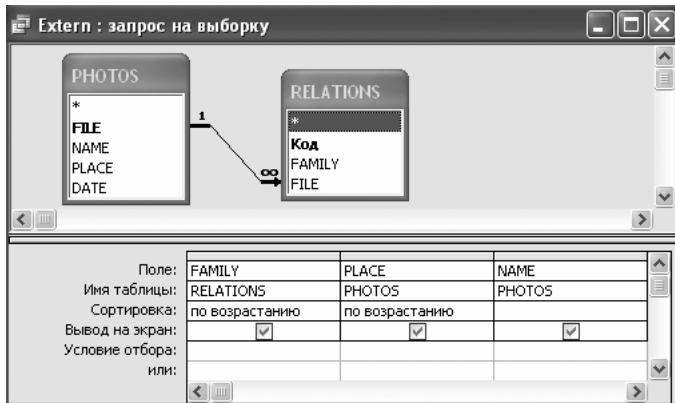 Extern : запрос на выборку
PHOTOS
*
FILE
NAME
PLACE
DATE
1
∞
RELATIONS
*
Код
FAMILY
FILE
Поле: FAMILY PLACE NAME
Имя таблицы: RELATIONS PHOTOS PHOTOS
Сортировка: по возрастанию по возрастанию
Вывод на экран:
Условие отбора:
или: